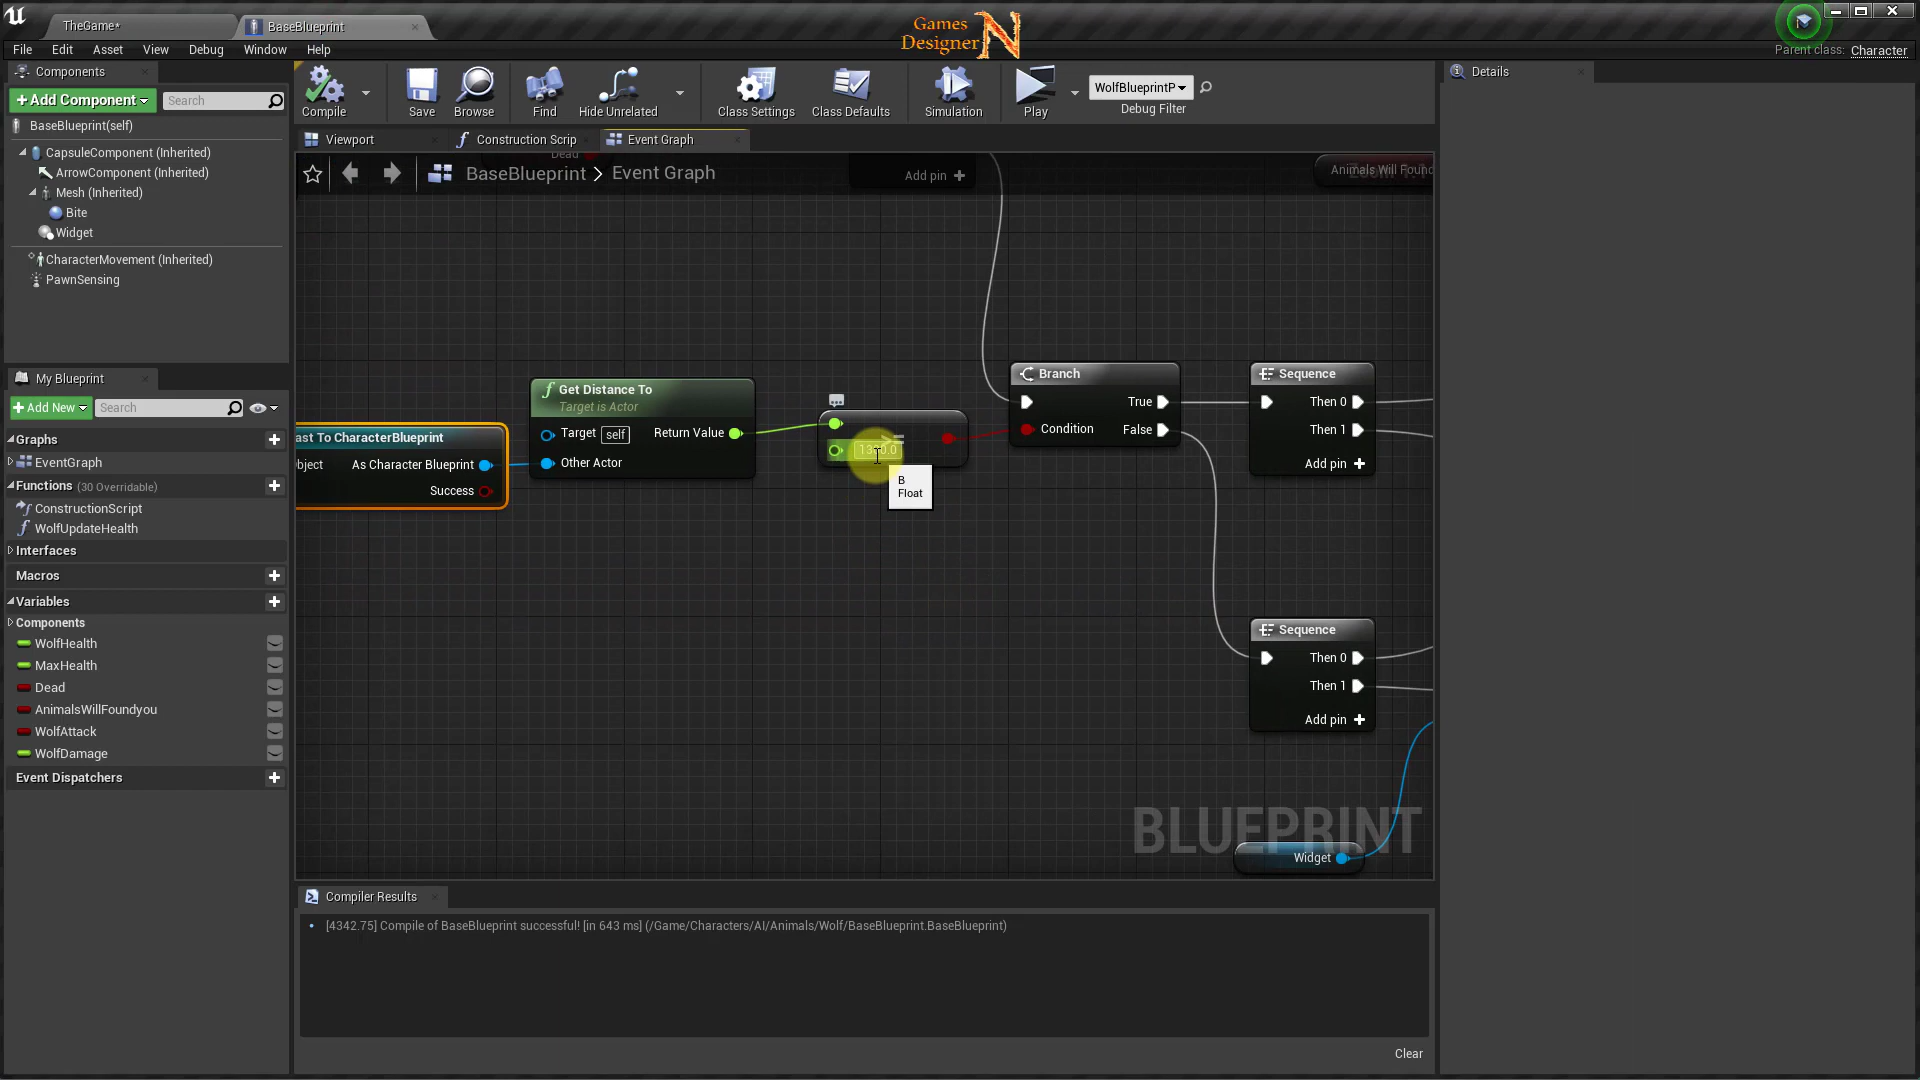 TheGame*
BaseBlueprint
Games
Designer N
File
Edit
Asset
View
Debug
Window
Help
Parent class: Character
Components
+Add Component
Search
BaseBlueprint(self)
CapsuleComponent (Inherited)
ArrowComponent (Inherited)
Mesh (Inherited)
Bite
Widget
CharacterMovement (Inherited)
PawnSensing
My Blueprint
+Add New
Search
Graphs
EventGraph
Functions (30 Overridable)
ConstructionScript
WolfUpdateHealth
Interfaces
Macros
Variables
Components
WolfHealth
MaxHealth
Dead
AnimalsWillFoundyou
WolfAttack
WolfDamage
Event Dispatchers
Compile
Save
Browse
Find
Hide Unrelated
Class Settings
Class Defaults
Simulation
Play
WolfBlueprintP
Debug Filter
Viewport
Construction Scrip
Event Graph
BaseBlueprint > Event Graph
Dead
Add pin +
Animals Will Found
ast To CharacterBlueprint
bject
As Character Blueprint
Success
Get Distance To
Target is Actor
Target self
Return Value
Other Actor
B
Float
Branch
True
Condition
False
Sequence
Then 0
Then 1
Add pin +
Sequence
Then 0
Then 1
Add pin +
Widget
BLUEPRINT
Compiler Results
• [4342.75] Compile of BaseBlueprint successful! [in 643 ms] (/Game/Characters/AI/Animals/Wolf/BaseBlueprint.BaseBlueprint)
Clear
Details